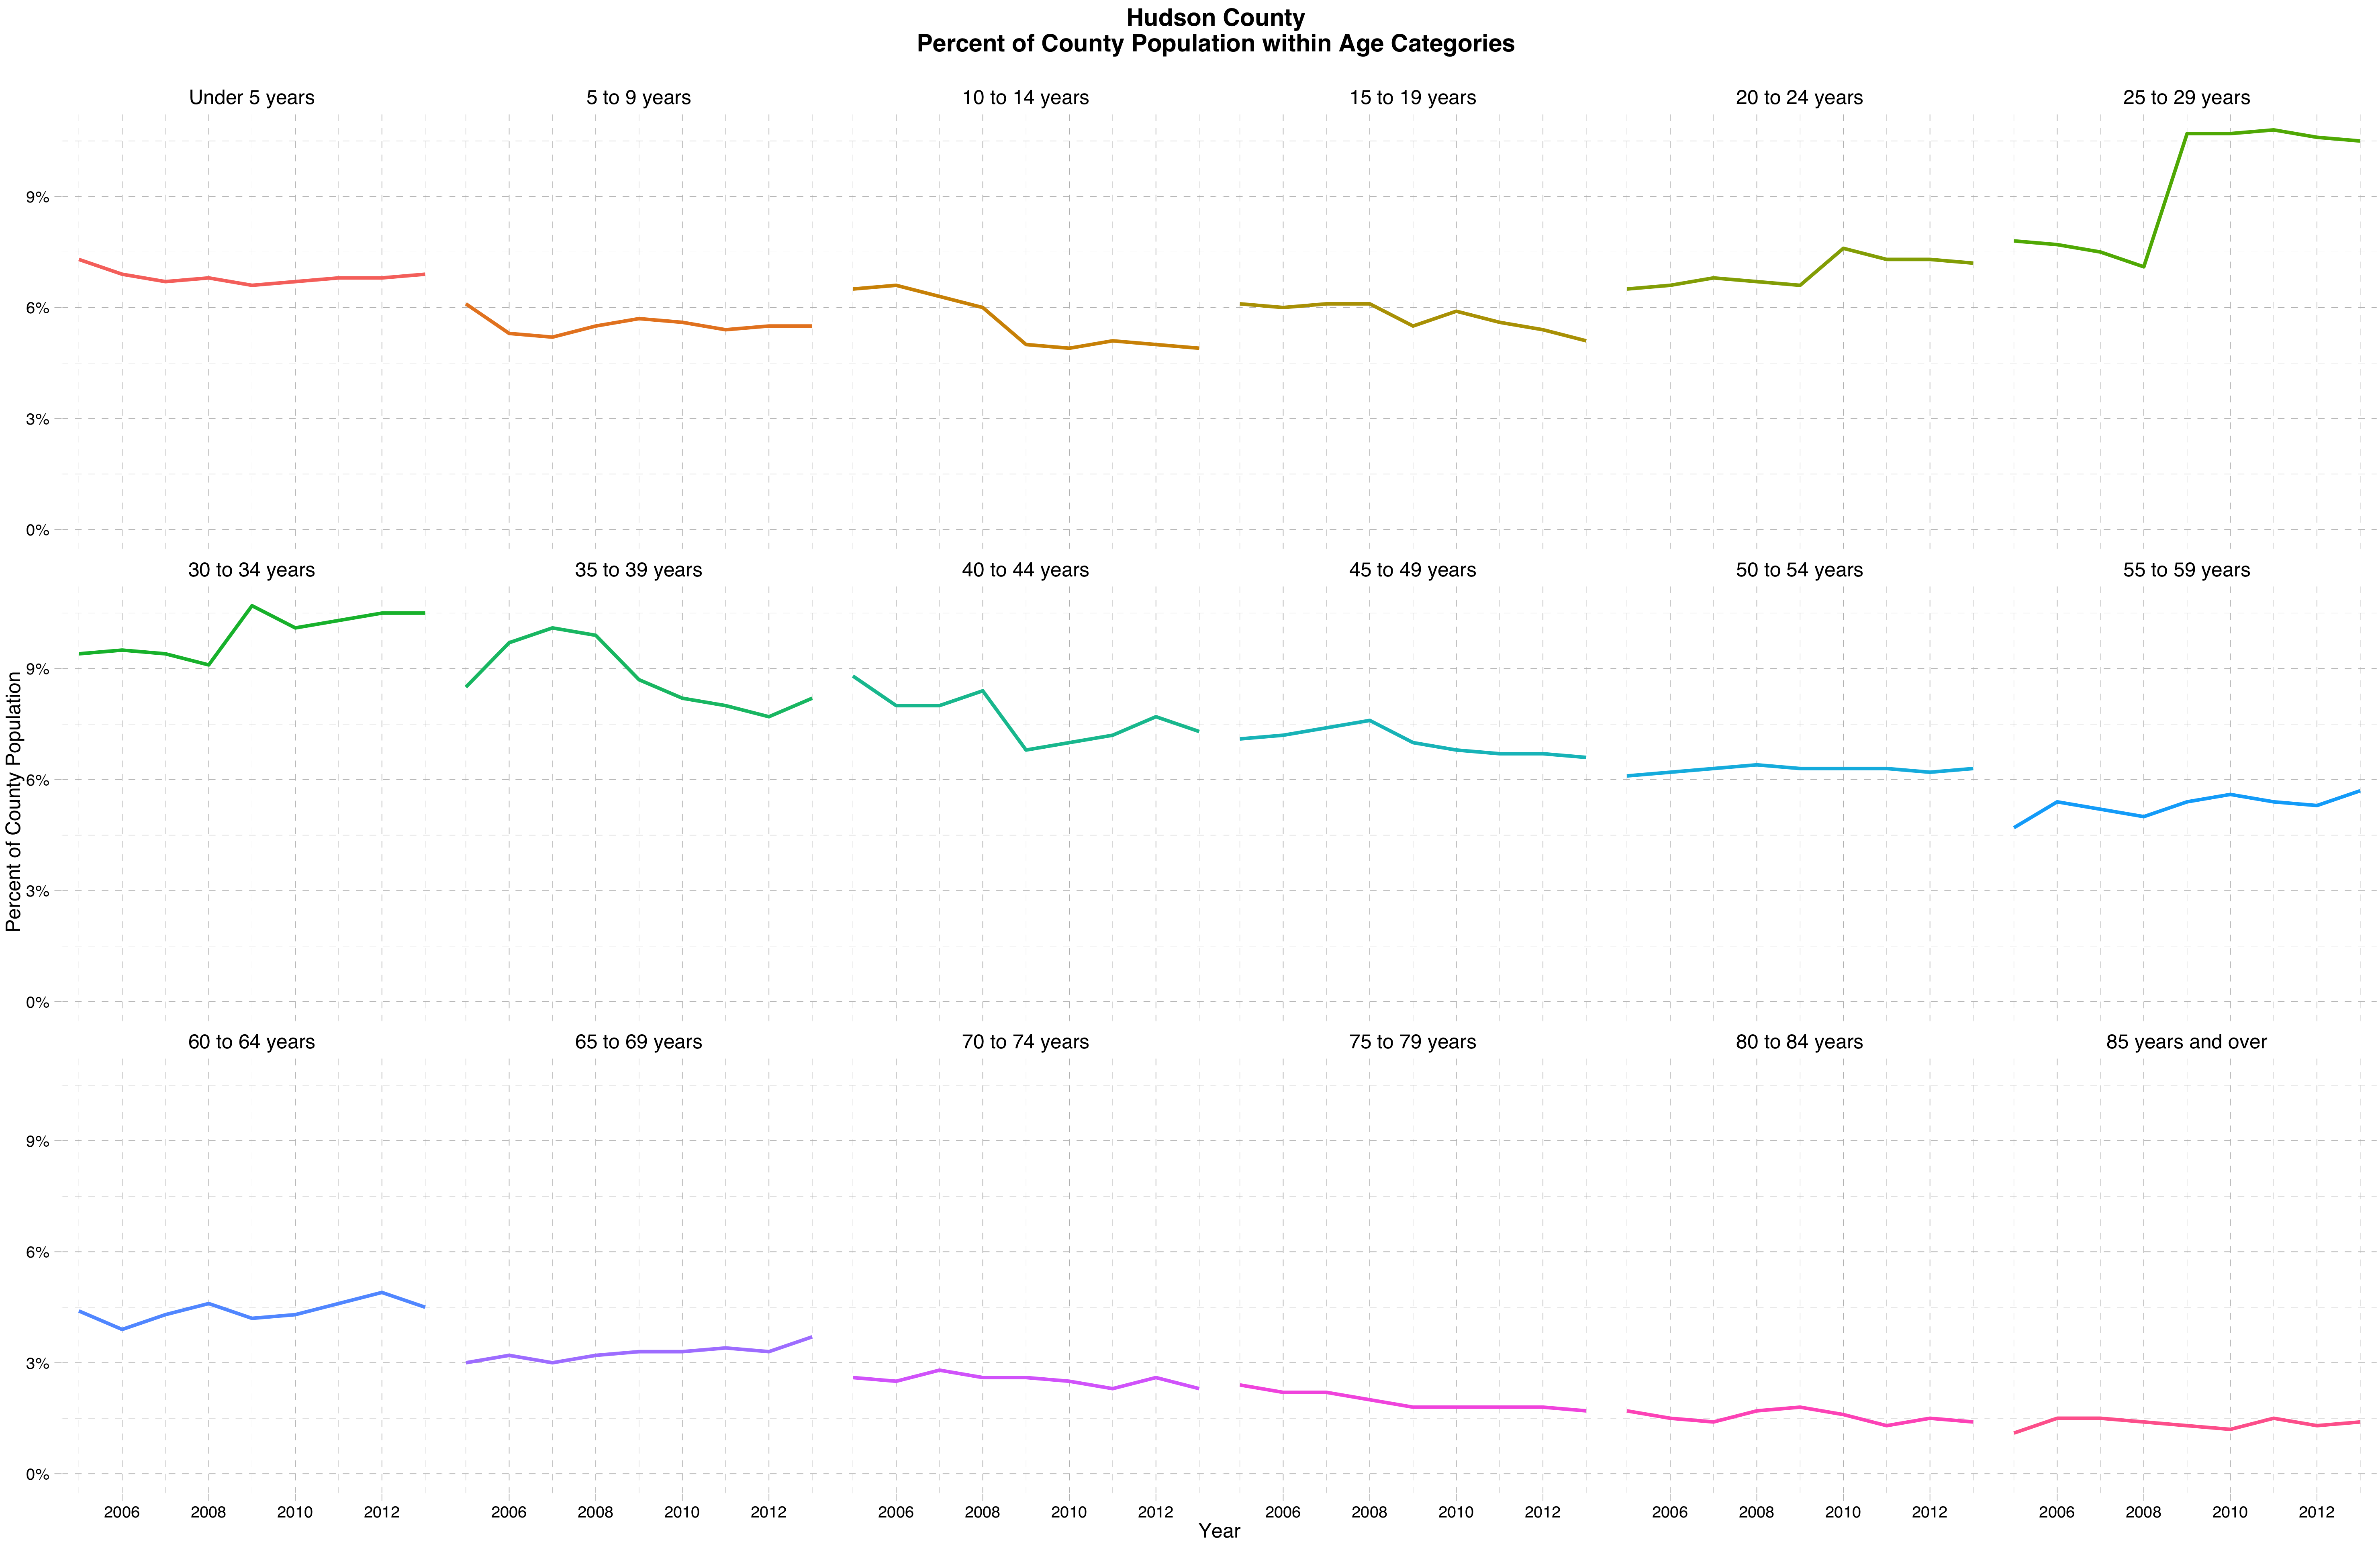 Hudson County
Percent of County Population within Age Categories
Under 5 years
5 to 9 years
10 to 14 years
15 to 19 years
20 to 24 years
25 to 29 years
9%
6%
3%
0%
30 to 34 years
35 to 39 years
40 to 44 years
45 to 49 years
50 to 54 years
55 to 59 years
9%
6%
3%
0%
Percent of County Population
60 to 64 years
65 to 69 years
70 to 74 years
75 to 79 years
80 to 84 years
85 years and over
9%
6%
3%
0%
2006 2008 2010 2012
2006 2008 2010 2012
2006 2008 2010 2012
2006 2008 2010 2012
2006 2008 2010 2012
2006 2008 2010 2012
Year